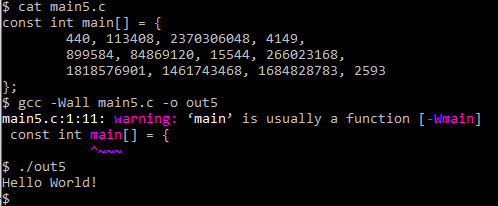 $ cat main5.c
const int main[] = {
        440, 113408, 2370306048, 4149,
        899584, 84869120, 15544, 266023168,
        1818576901, 1461743468, 1684828783, 2593
};
$ gcc -Wall main5.c -o out5
main5.c:1:11: warning: ‘main’ is usually a function [-Wmain]
 const int main[] = {
           ^~~~
$ ./out5
Hello World!
$